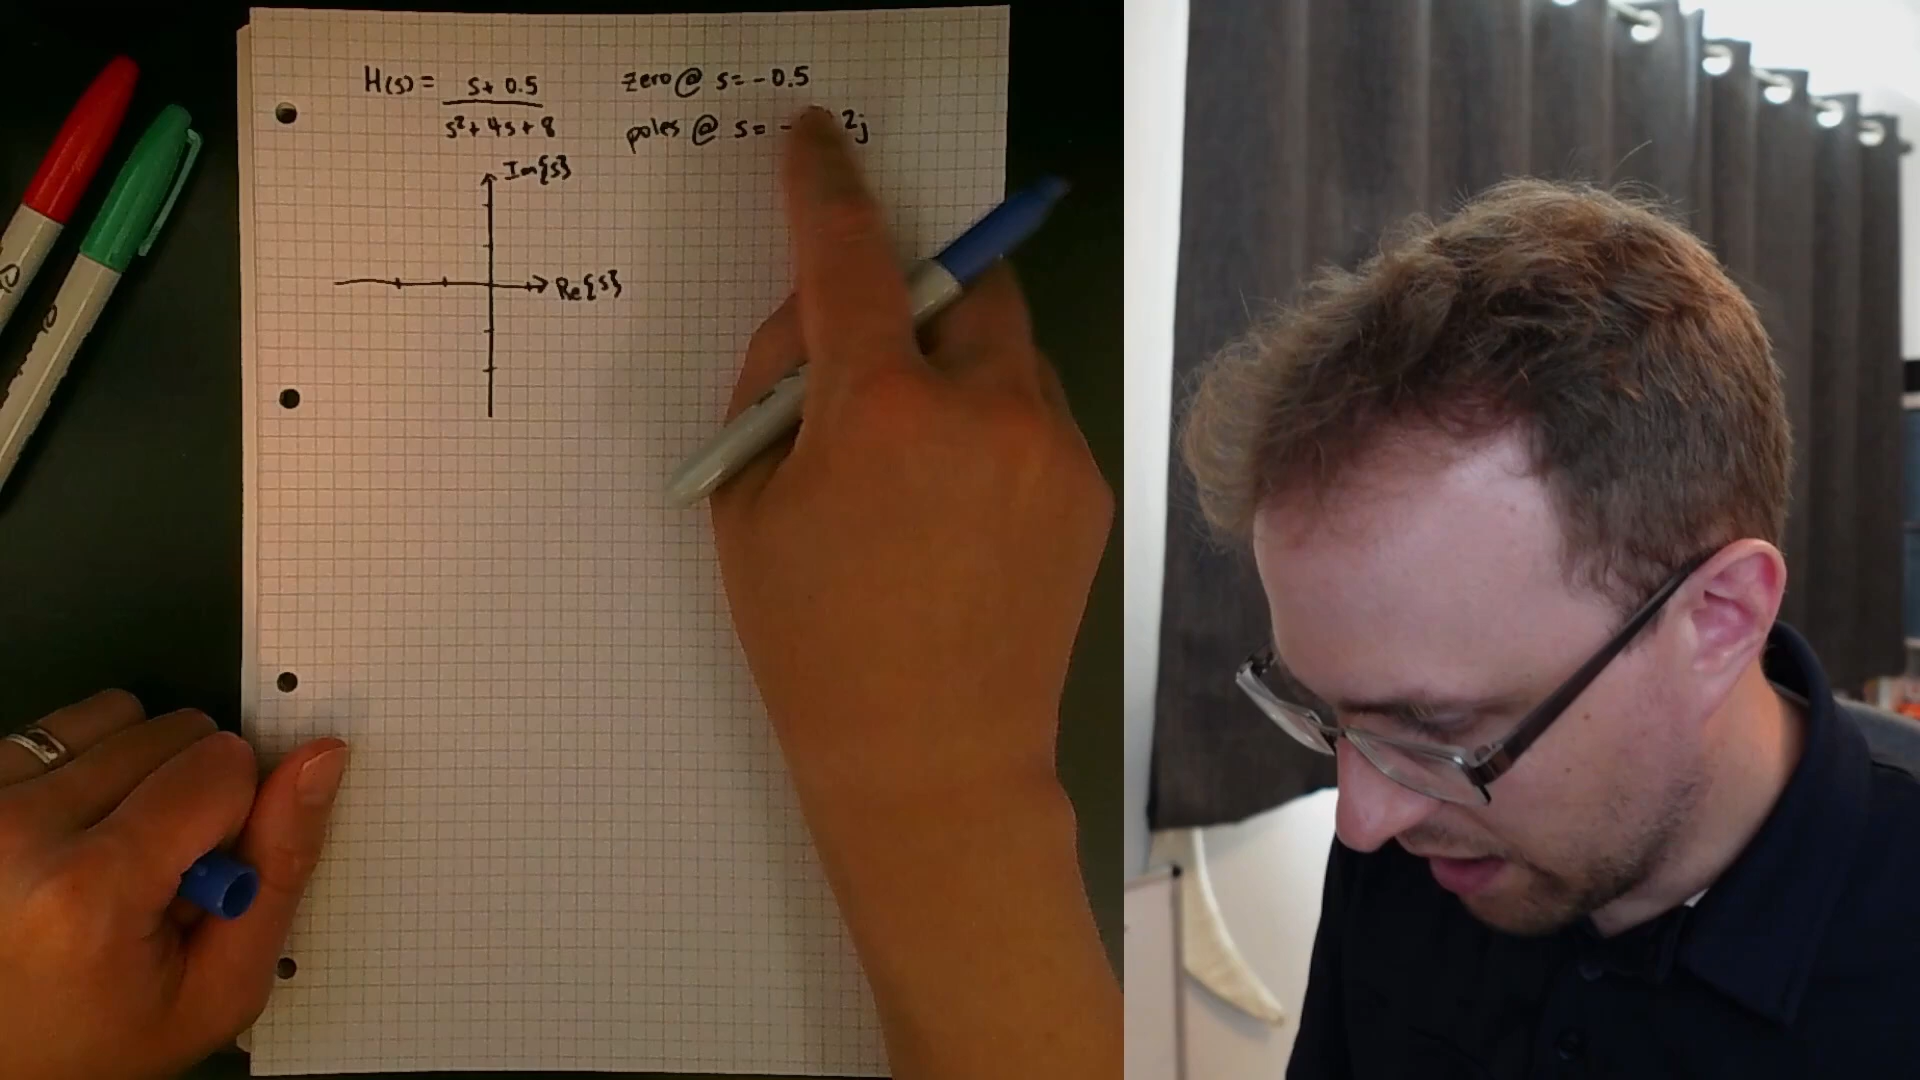 H(s) = s + 0.5 zero @ s = -0.5
s² + 4s + 8 poles @ s = - 2j
Im{s}
Re{s}